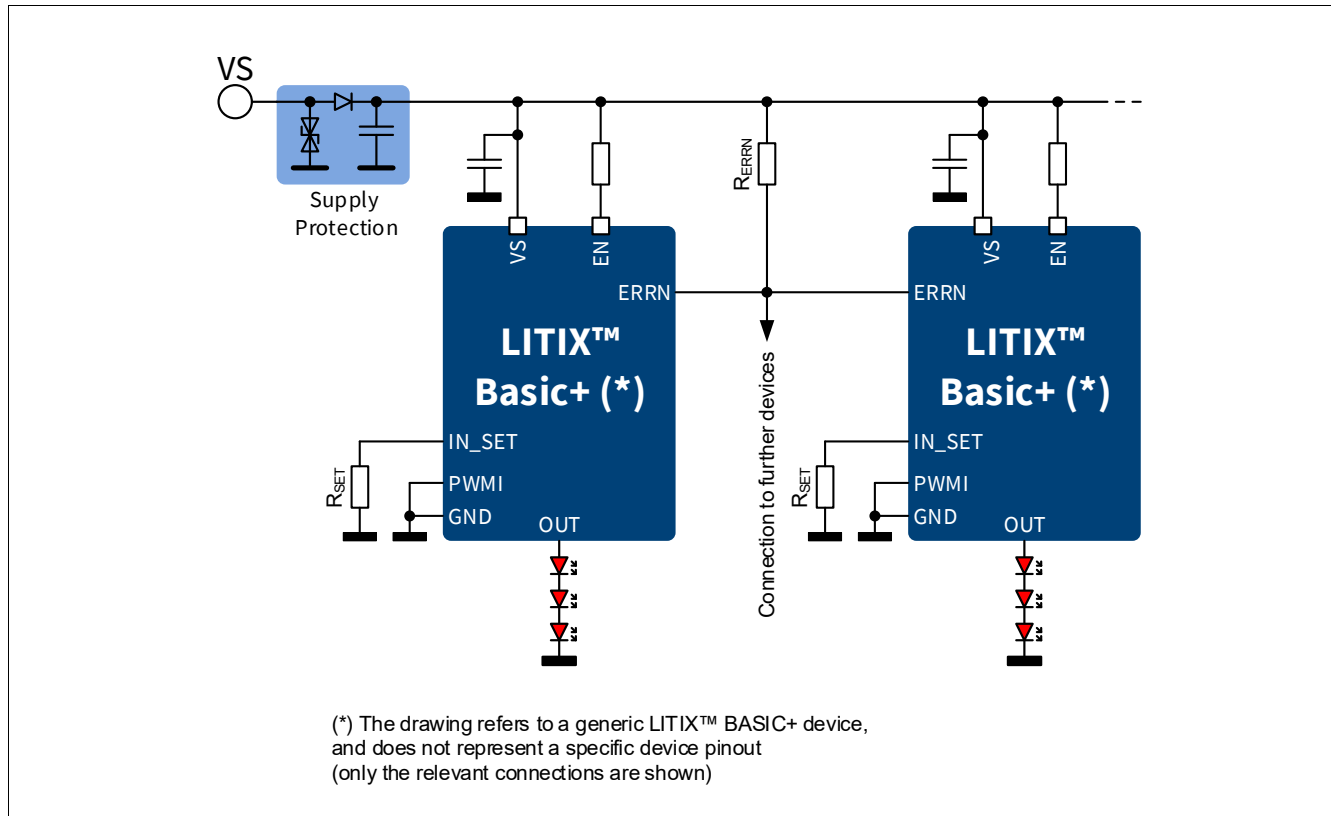 VS
Supply
Protection
VS
EN
ERRN
LITIX™
Basic+ (*)
IN_SET
PWMI
GND
OUT
RSET
RERRN
Connection to further devices
VS
EN
ERRN
LITIX™
Basic+ (*)
IN_SET
PWMI
GND
OUT
RSET
(*) The drawing refers to a generic LITIX™ BASIC+ device,
and does not represent a specific device pinout
(only the relevant connections are shown)